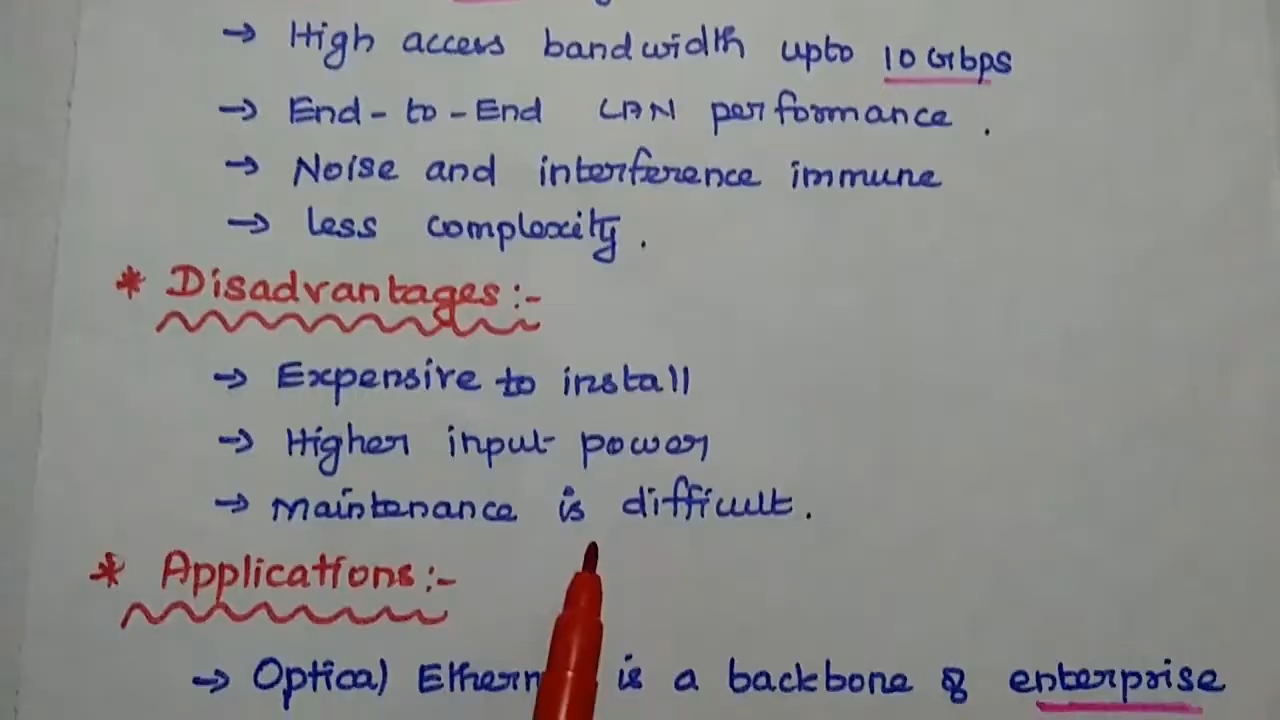 → High access bandwidth upto 10 Gbps
→ End-to-End LAN performance.
→ Noise and interference immune
→ less complexity.
* Disadvantages:-
→ Expensive to install
→ Higher input power
→ Maintenance is difficult.
* Applications:-
→ Optical Ethern is a backbone & enterprise